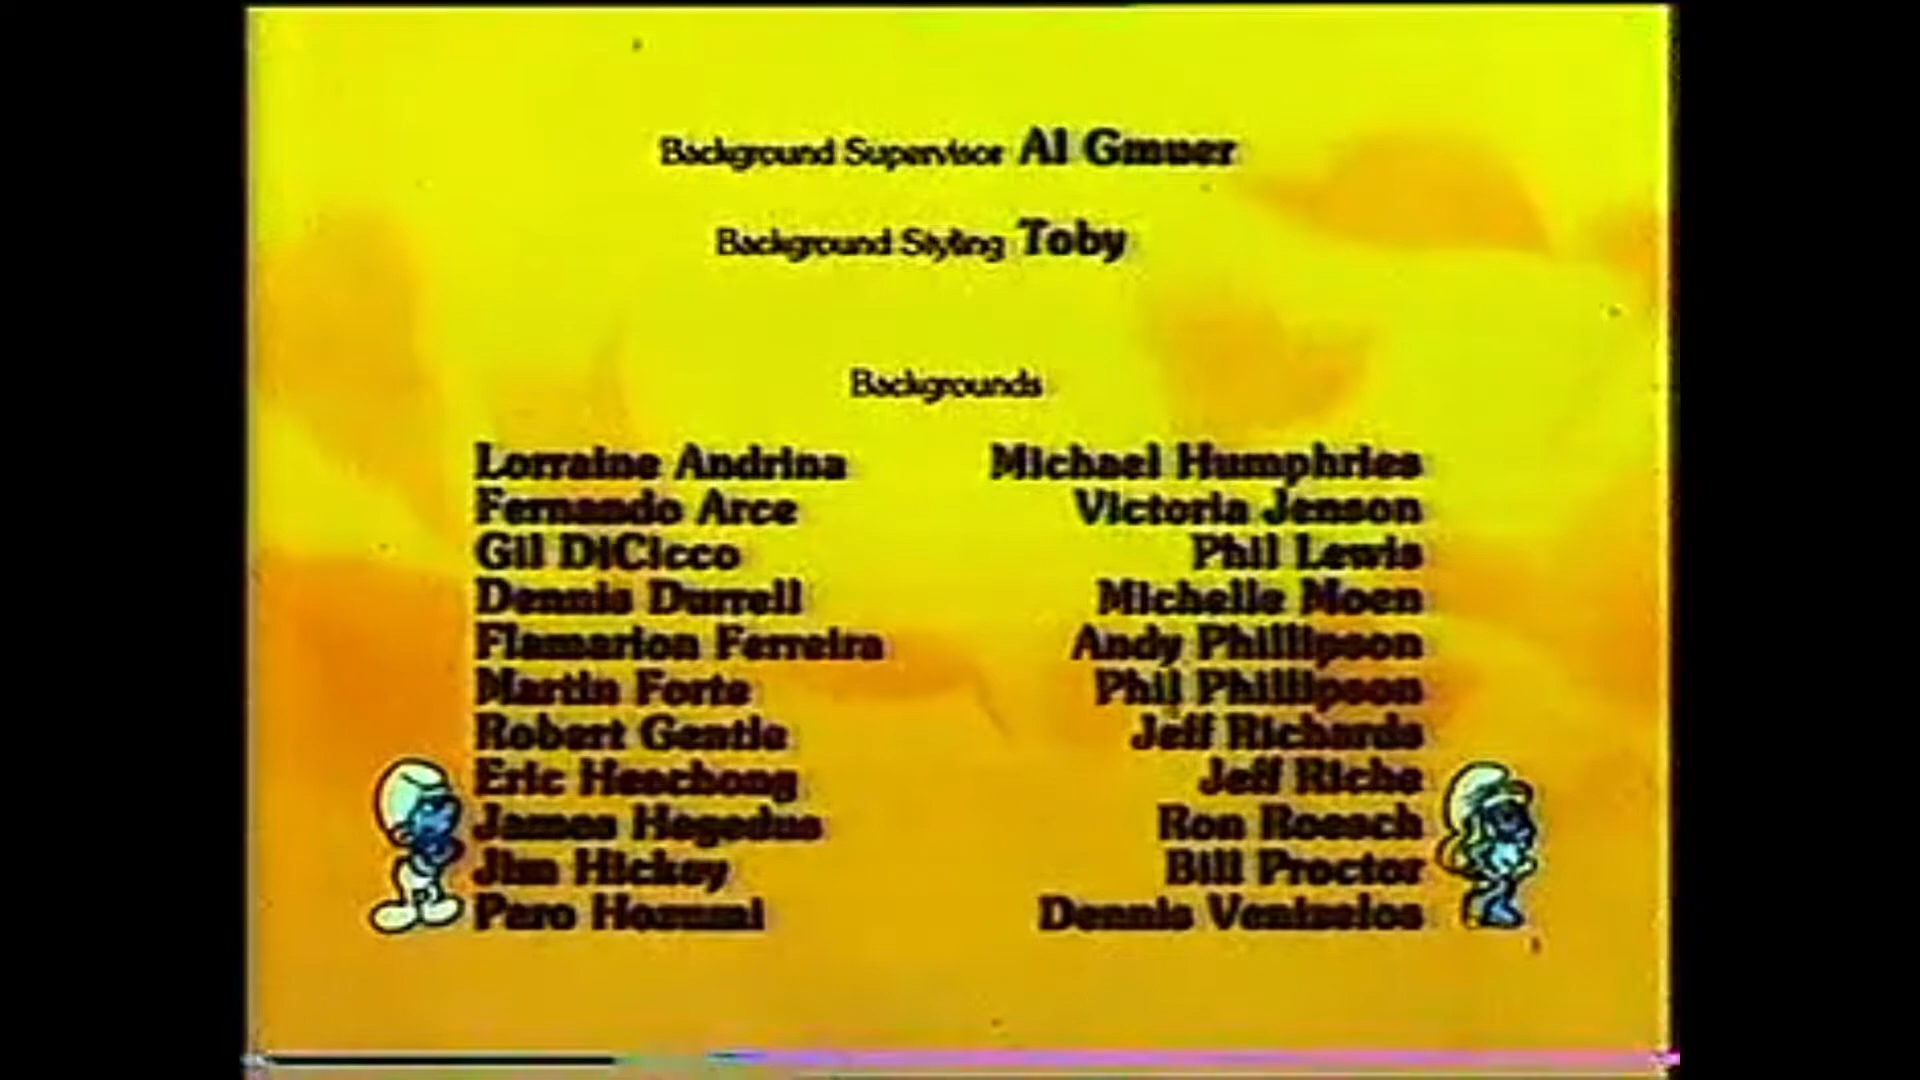 Background Supervisor Al Gmuer
Background Styling Toby
Backgrounds
Lorraine Andrina
Fernando Arce
Gil DiCicco
Dennis Durrell
Flamarion Ferreira
Martin Forte
Robert Gentle
Eric Heschong
James Hegedus
Jim Hickey
Paro Hozumi
Michael Humphries
Victoria Jenson
Phil Lewis
Michelle Moen
Andy Phillipson
Phil Phillipson
Jeff Richards
Jeff Riche
Ron Roesch
Bill Proctor
Dennis Venizelos